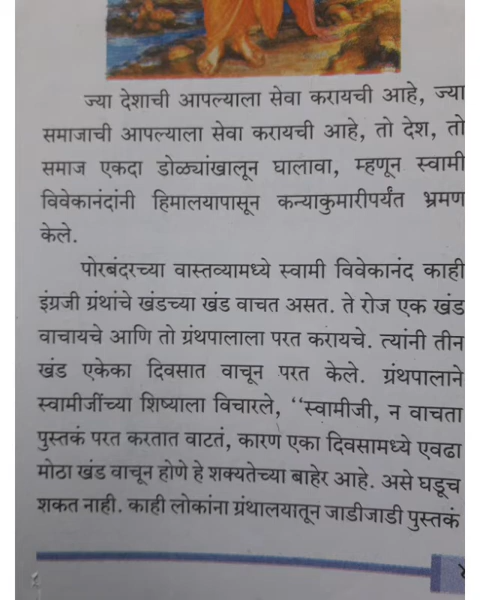 ज्या देशाची आपल्याला सेवा करायची आहे, ज्या
समाजाची आपल्याला सेवा करायची आहे, तो देश, तो
समाज एकदा डोळ्यांखालून घालावा, म्हणून स्वामी
विवेकानंदांनी हिमालयापासून कन्याकुमारीपर्यंत भ्रमण
केले.
पोरबंदरच्या वास्तव्यामध्ये स्वामी विवेकानंद काही
इंग्रजी ग्रंथांचे खंडच्या खंड वाचत असत. ते रोज एक खंड
वाचायचे आणि तो ग्रंथपालाला परत करायचे. त्यांनी तीन
खंड एकेका दिवसात वाचून परत केले. ग्रंथपालाने
स्वामीजींच्या शिष्याला विचारले, ‘‘स्वामीजी, न वाचता
पुस्तकं परत करतात वाटतं, कारण एका दिवसामध्ये एवढा
मोठा खंड वाचून होणे हे शक्यतेच्या बाहेर आहे. असे घडूच
शकत नाही. काही लोकांना ग्रंथालयातून जाडीजाडी पुस्तकं